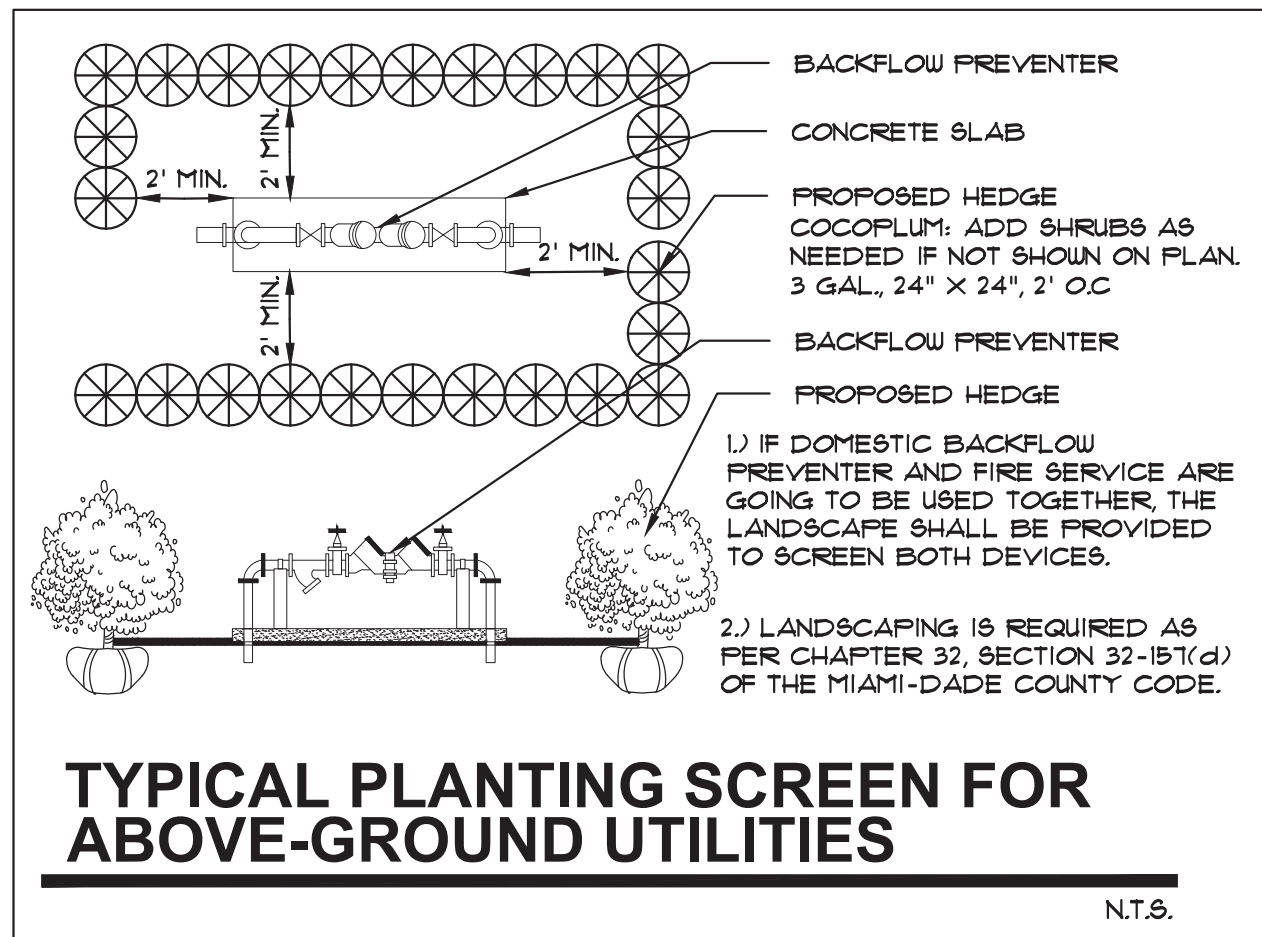 BACKFLOW PREVENTER
CONCRETE SLAB
2' MIN.
2' MIN.
PROPOSED HEDGE
COCOPLUM: ADD SHRUBS AS
NEEDED IF NOT SHOWN ON PLAN.
3 GAL., 24" X 24", 2' O.C
2' MIN.
2' MIN.
BACKFLOW PREVENTER
PROPOSED HEDGE
1.) IF DOMESTIC BACKFLOW
PREVENTER AND FIRE SERVICE ARE
GOING TO BE USED TOGETHER, THE
LANDSCAPE SHALL BE PROVIDED
TO SCREEN BOTH DEVICES.
2.) LANDSCAPING IS REQUIRED AS
PER CHAPTER 32, SECTION 32-157(d)
OF THE MIAMI-DADE COUNTY CODE.
TYPICAL PLANTING SCREEN FOR
ABOVE-GROUND UTILITIES
N.T.S.